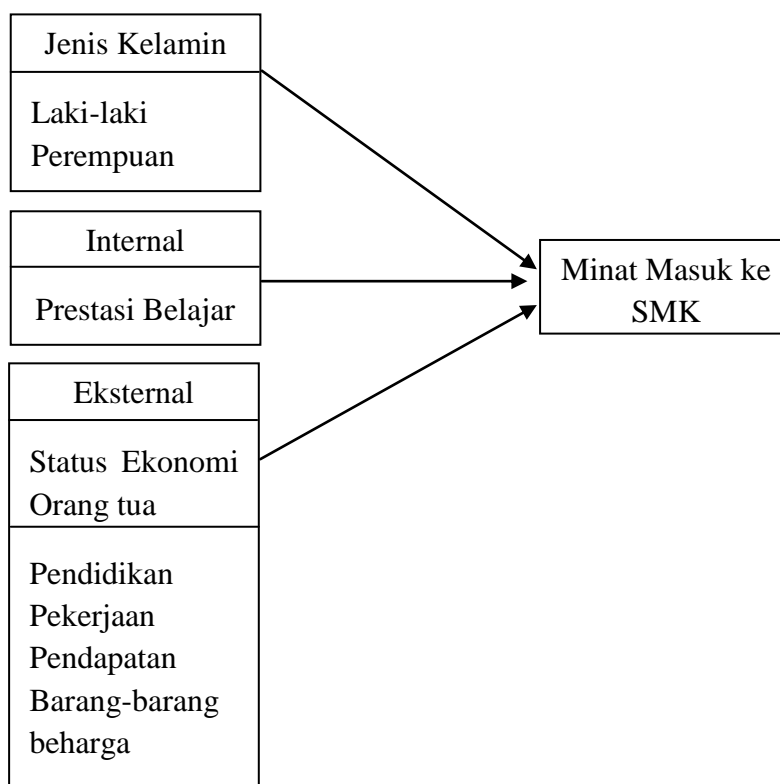 Jenis Kelamin
Laki-laki
Perempuan
Internal
Prestasi Belajar
Eksternal
Status Ekonomi
Orang tua
Pendidikan
Pekerjaan
Pendapatan
Barang-barang
beharga
Minat Masuk ke
SMK